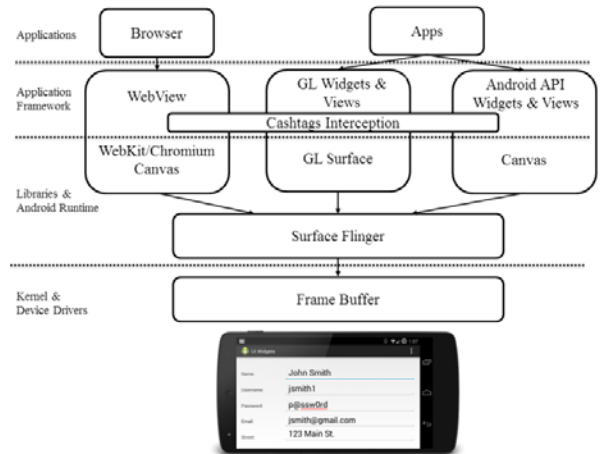 Applications
Browser
Apps
Application
Framework
WebView
GL Widgets &
Views
Android API
Widgets & Views
Cashtags Interception
WebKit/Chromium
Canvas
GL Surface
Canvas
Libraries &
Android Runtime
Surface Flinger
Kernel &
Device Drivers
Frame Buffer
1:07
UI Widgets
Name: John Smith
Username: jsmith1
Password: p@ssw0rd
Email: jsmith@gmail.com
Street: 123 Main St.